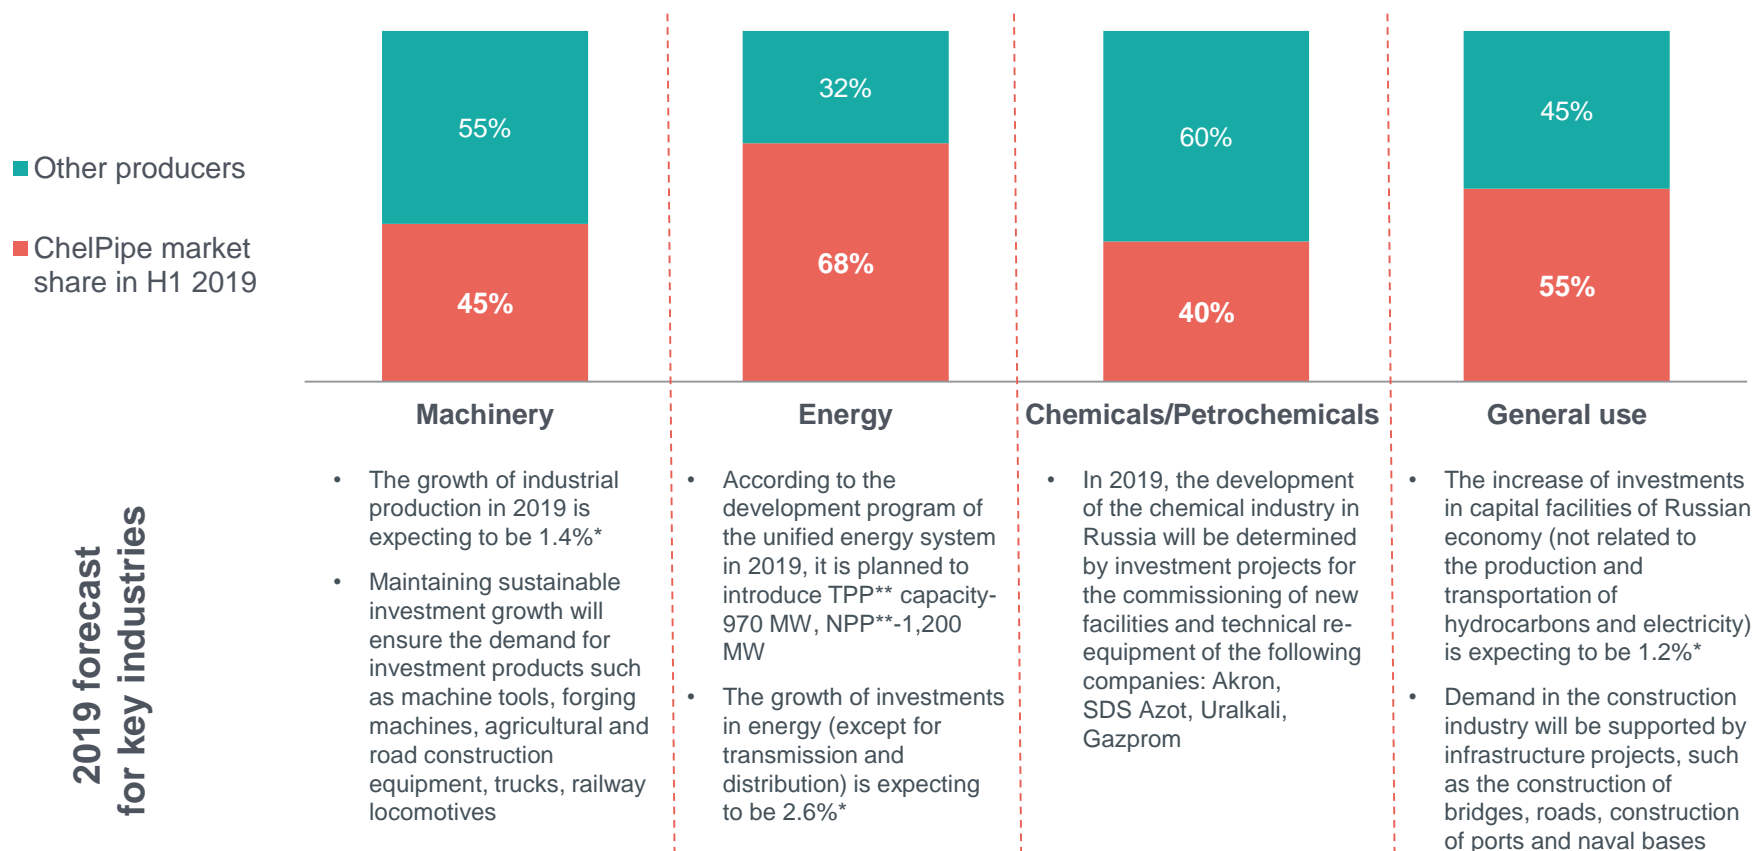 55%
32%
60%
45%
Other producers
ChelPipe market
share in H1 2019
45%
68%
40%
55%
Machinery
Energy
Chemicals/Petrochemicals
General use
2019 forecast
for key industries
• The growth of industrial
production in 2019 is
expecting to be 1.4%*
• Maintaining sustainable
investment growth will
ensure the demand for
investment products such
as machine tools, forging
machines, agricultural and
road construction
equipment, trucks, railway
locomotives
• According to the
development program of
the unified energy system
in 2019, it is planned to
introduce TPP** capacity-
970 MW, NPP**-1,200
MW
• The growth of investments
in energy (except for
transmission and
distribution) is expecting
to be 2.6%*
• In 2019, the development
of the chemical industry in
Russia will be determined
by investment projects for
the commissioning of new
facilities and technical re-
equipment of the following
companies: Akron,
SDS Azot, Uralkali,
Gazprom
• The increase of investments
in capital facilities of Russian
economy (not related to
the production and
transportation of
hydrocarbons and electricity)
is expecting to be 1.2%*
• Demand in the construction
industry will be supported by
infrastructure projects, such
as the construction of
bridges, roads, construction
of ports and naval bases